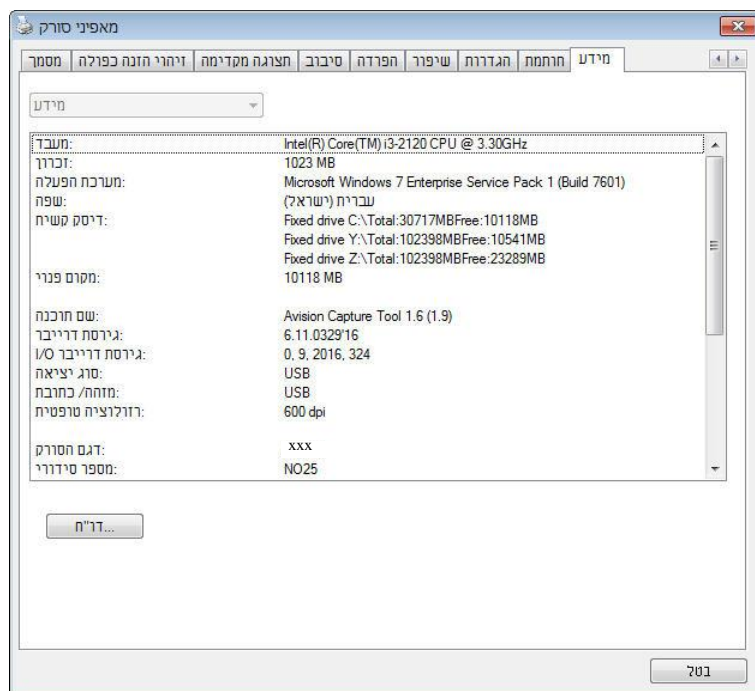 מאפיני סורק
מסמך זיהוי הזנה כפולה תצוגה מקדימה סיבוב הפרדה שיפור הגדרות חותמת מידע
מידע
מעבד: Intel(R) Core(TM) i3-2120 CPU @ 3.30GHz
זכרון: 1023 MB
מערכת הפעלה: Microsoft Windows 7 Enterprise Service Pack 1 (Build 7601)
שפה: עברית (ישראל)
דיסק קשיח: Fixed drive C:\Total:30717MBFree:10118MB
Fixed drive Y:\Total:102398MBFree:10541MB
Fixed drive Z:\Total:102398MBFree:23289MB
מקום פנוי: 10118 MB
שם תוכנה: Avision Capture Tool 1.6 (1.9)
גירסת דרייבר: 6.11.0329'16
גירסת דרייבר I/O: 0, 9, 2016, 324
סוג יציאה: USB
מזהה/ כתובת: USB
רזולוציה טופטית: 600 dpi
דגם הסורק: xxx
מספר סידורי: NO25
דו"ח...
בטל